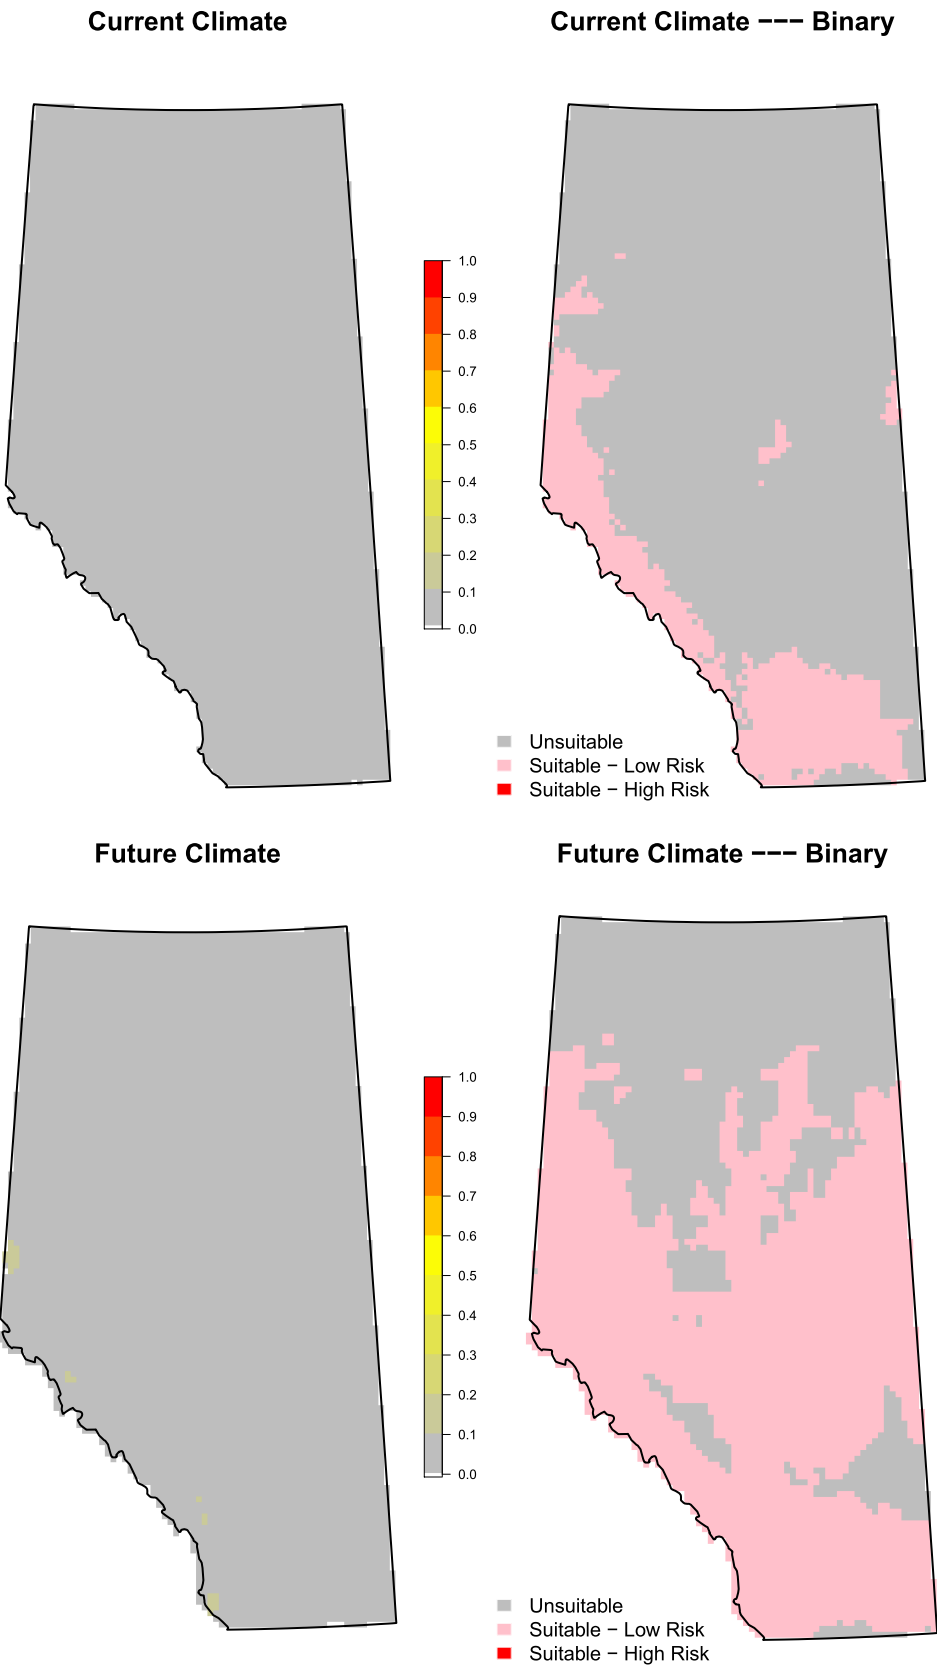 Current Climate
Current Climate −−− Binary
1.0
0.9
0.8
0.7
0.6
0.5
0.4
0.3
0.2
0.1
0.0
Unsuitable
Suitable − Low Risk
Suitable − High Risk
Future Climate
Future Climate −−− Binary
1.0
0.9
0.8
0.7
0.6
0.5
0.4
0.3
0.2
0.1
0.0
Unsuitable
Suitable − Low Risk
Suitable − High Risk